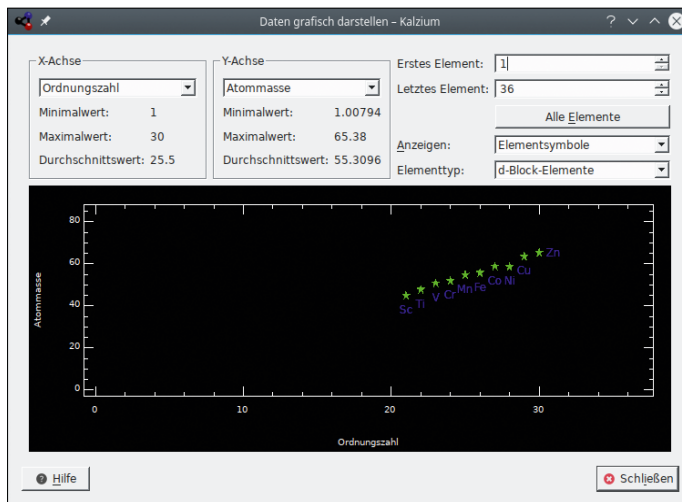 Daten grafisch darstellen – Kalzium
X-Achse
Ordnungszahl
Minimalwert: 1
Maximalwert: 30
Durchschnittswert: 25.5
Y-Achse
Atommasse
Minimalwert: 1.00794
Maximalwert: 65.38
Durchschnittswert: 55.3096
Erstes Element: 1
Letztes Element: 36
Alle Elemente
Anzeigen: Elementsymbole
Elementtyp: d-Block-Elemente
Atommasse
80
60
40
20
0
Sc Ti V Cr Mn Fe Co Ni Cu Zn
0 10 20 30
Ordnungszahl
Hilfe
Schließen